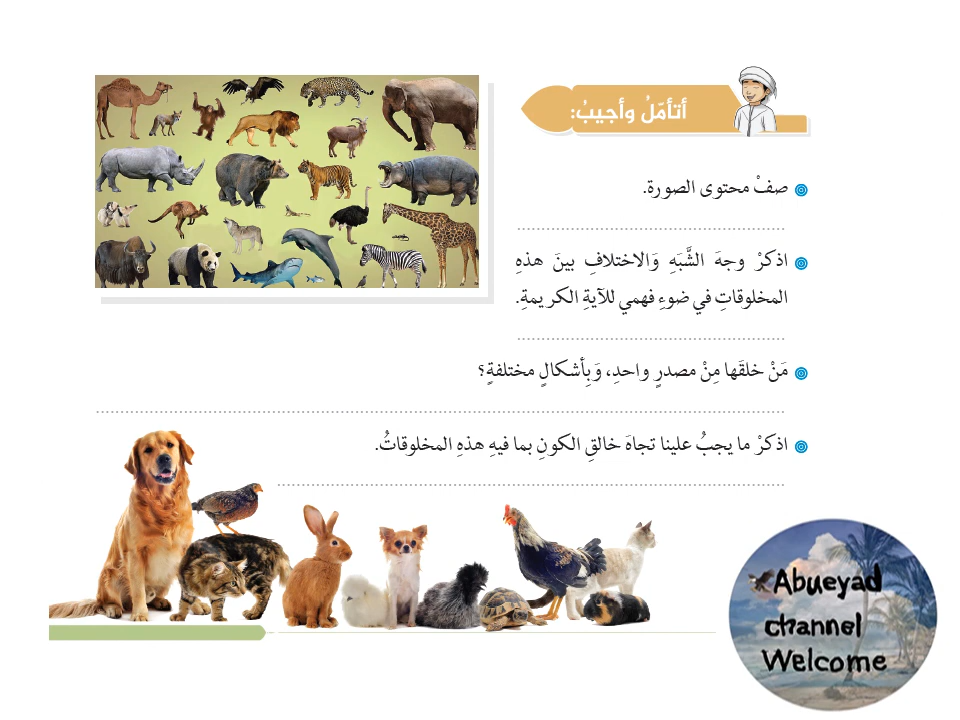 أتأمّلُ وأجيبُ:
صفْ محتوى الصورة.
اذكرْ وجهَ الشَّبَهِ وَالاختلافِ بينَ هذهِ
المخلوقاتِ في ضوءِ فهمي للآيةِ الكريمةِ.
مَنْ خلقَها مِنْ مصدرٍ واحدِ، وَبِأشكالٍ مختلفةٍ؟
اذكرْ ما يجبُ علينا تجاهَ خالقِ الكونِ بما فيهِ هذهِ المخلوقاتُ.
Abueyad
channel
Welcome